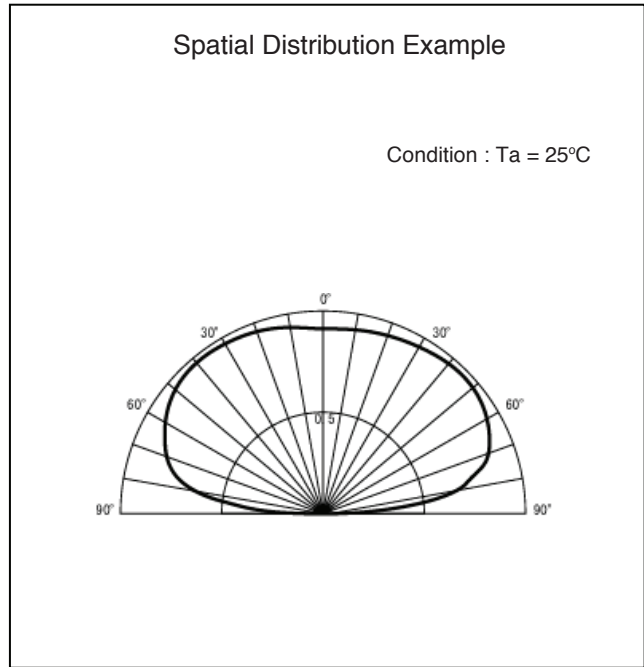 Spatial Distribution Example
Condition : Ta = 25°C
0°
30° 30°
60° 60°
0.5
90° 90°